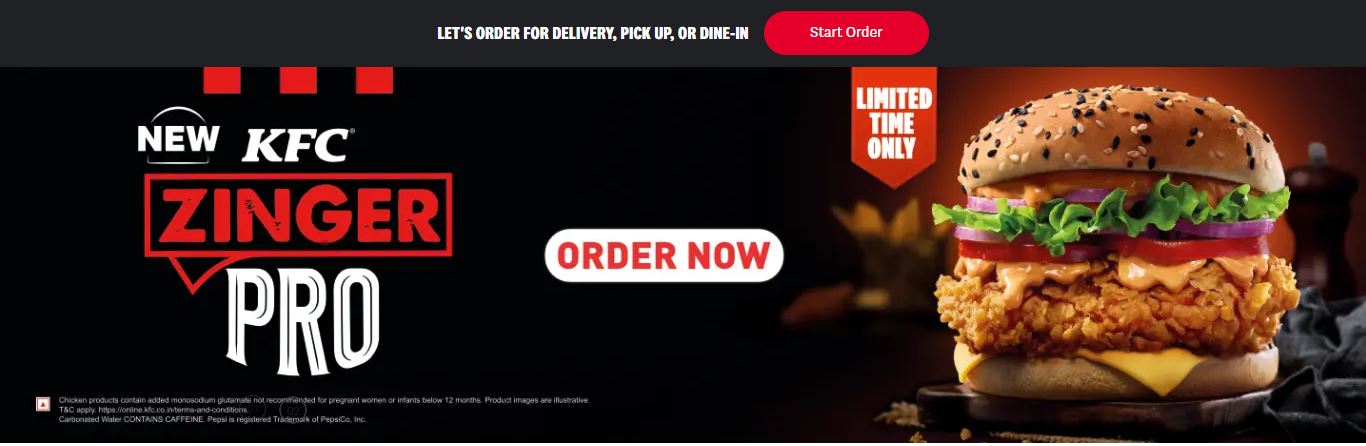 LET'S ORDER FOR DELIVERY, PICK UP, OR DINE-IN
Start Order
NEW KFC®
ZINGER
PRO
ORDER NOW
LIMITED
TIME
ONLY
Chicken products contain added monosodium glutamate not recommended for pregnant women or infants below 12 months. Product images are illustrative.
T&C apply. https://online.kfc.co.in/terms-and-conditions.
Carbonated Water CONTAINS CAFFEINE. Pepsi is registered Trademark of PepsiCo, Inc.
02